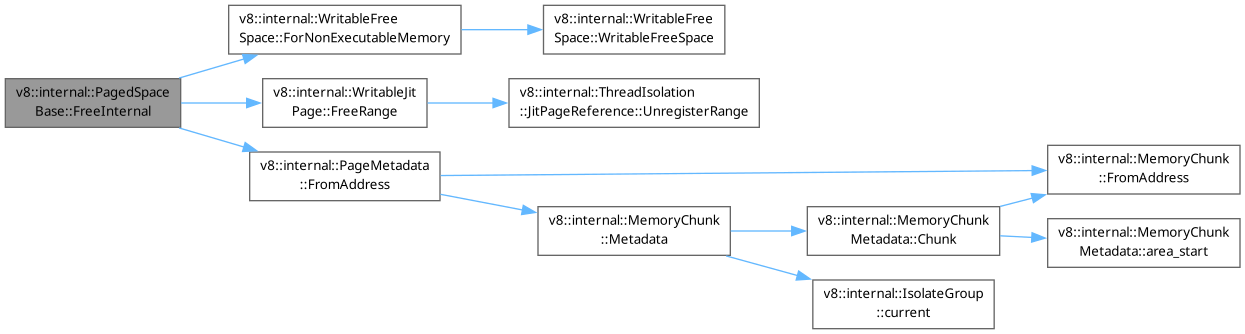 v8::internal::WritableFree
Space::ForNonExecutableMemory
v8::internal::WritableFree
Space::WritableFreeSpace
v8::internal::PagedSpace
Base::FreeInternal
v8::internal::WritableJit
Page::FreeRange
v8::internal::ThreadIsolation
::JitPageReference::UnregisterRange
v8::internal::PageMetadata
::FromAddress
v8::internal::MemoryChunk
::FromAddress
v8::internal::MemoryChunk
::Metadata
v8::internal::MemoryChunk
Metadata::Chunk
v8::internal::MemoryChunk
Metadata::area_start
v8::internal::IsolateGroup
::current